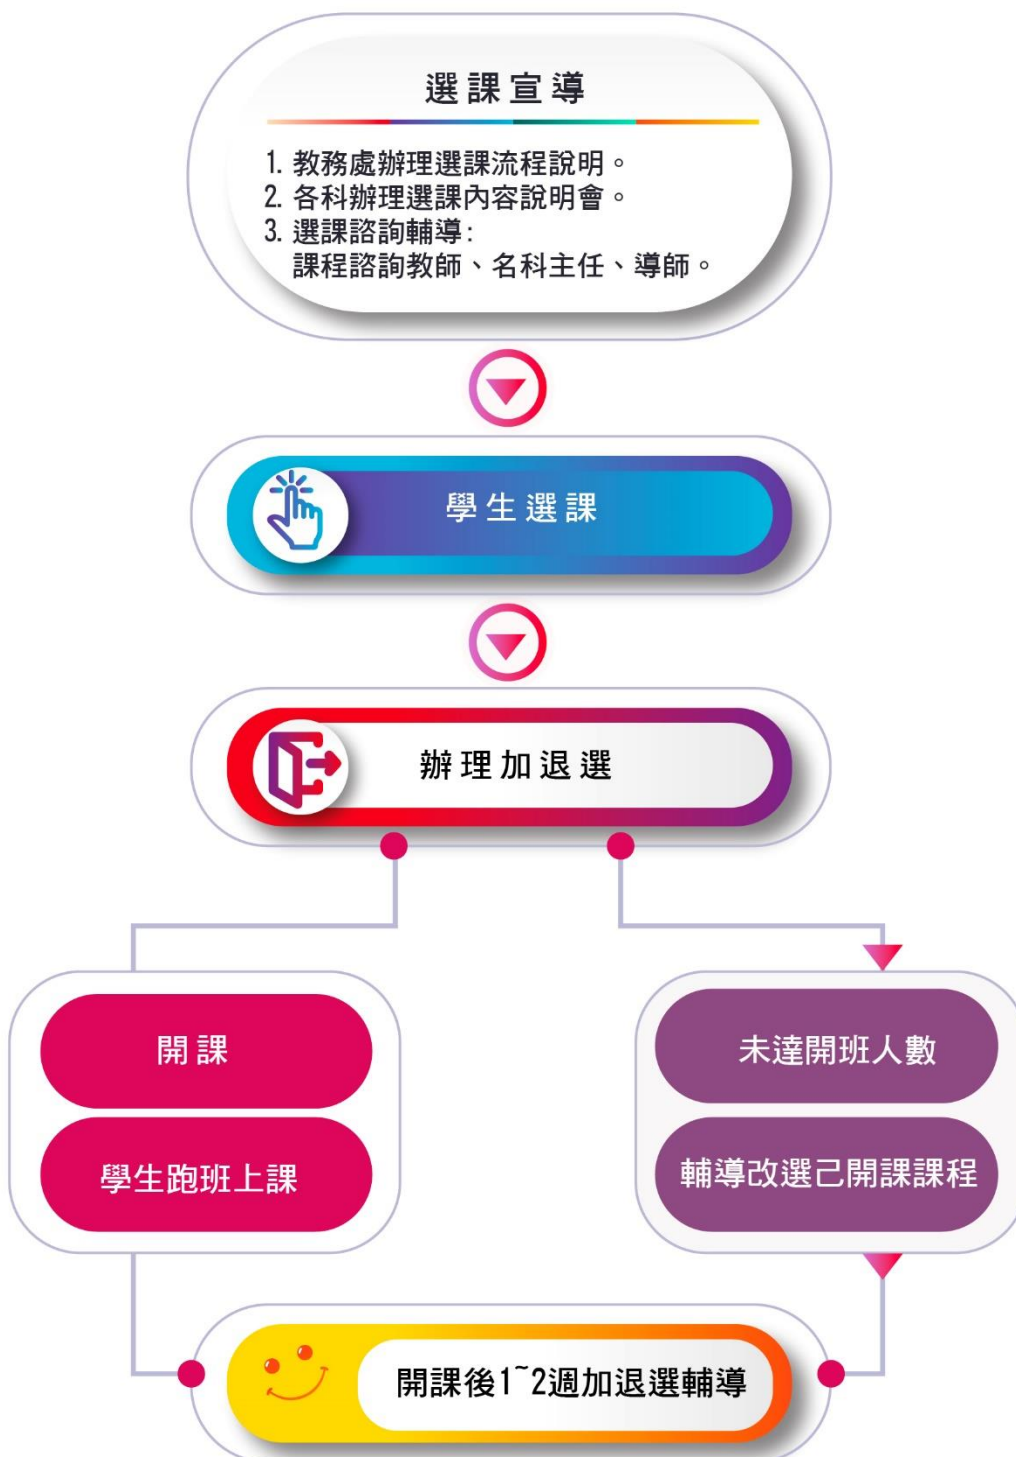 選課宣導
1. 教務處辦理選課流程說明。
2. 各科辦理選課內容說明會。
3. 選課諮詢輔導:
課程諮詢教師、名科主任、導師。
學生選課
辦理加退選
開課
學生跑班上課
未達開班人數
輔導改選己開課課程
開課後1~2週加退選輔導